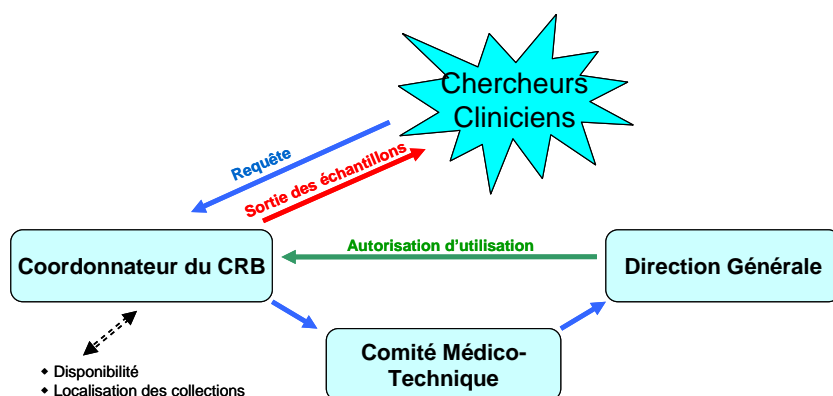 Chercheurs
Cliniciens
Requête
Sortie des échantillons
Autorisation d'utilisation
Coordonnateur du CRB
Direction Générale
Comité Médico-
Technique
◆ Disponibilité
◆ Localisation des collections